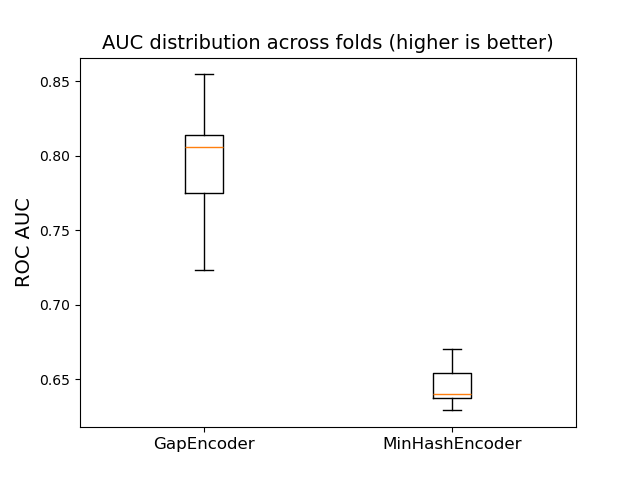 AUC distribution across folds (higher is better)
0.85
0.80
0.75
0.70
0.65
ROC AUC
GapEncoder
MinHashEncoder